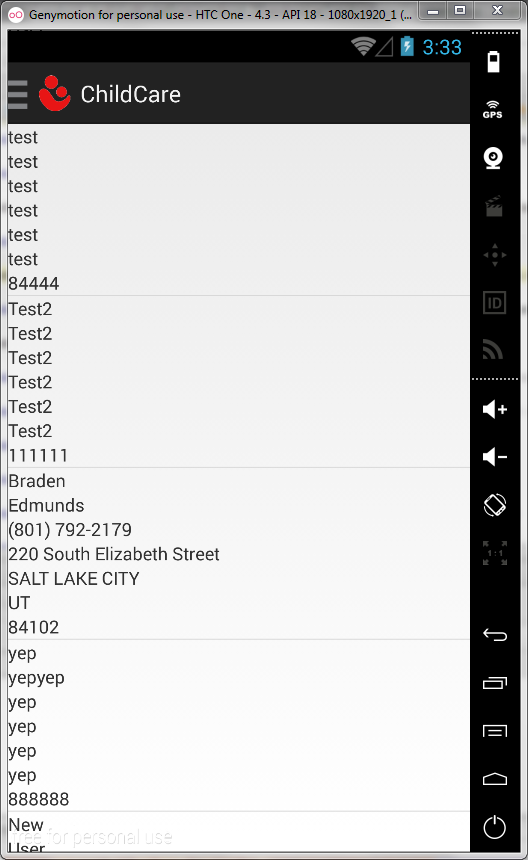 Genymotion for personal use - HTC One - 4.3 - API 18 - 1080x1920_1 (...
3:33
ChildCare
GPS
test
test
test
test
test
test
84444
Test2
Test2
Test2
Test2
Test2
Test2
111111
Braden
Edmunds
(801) 792-2179
220 South Elizabeth Street
SALT LAKE CITY
UT
84102
yep
yepyep
yep
yep
yep
yep
888888
New
User
free for personal use
ID
1:1